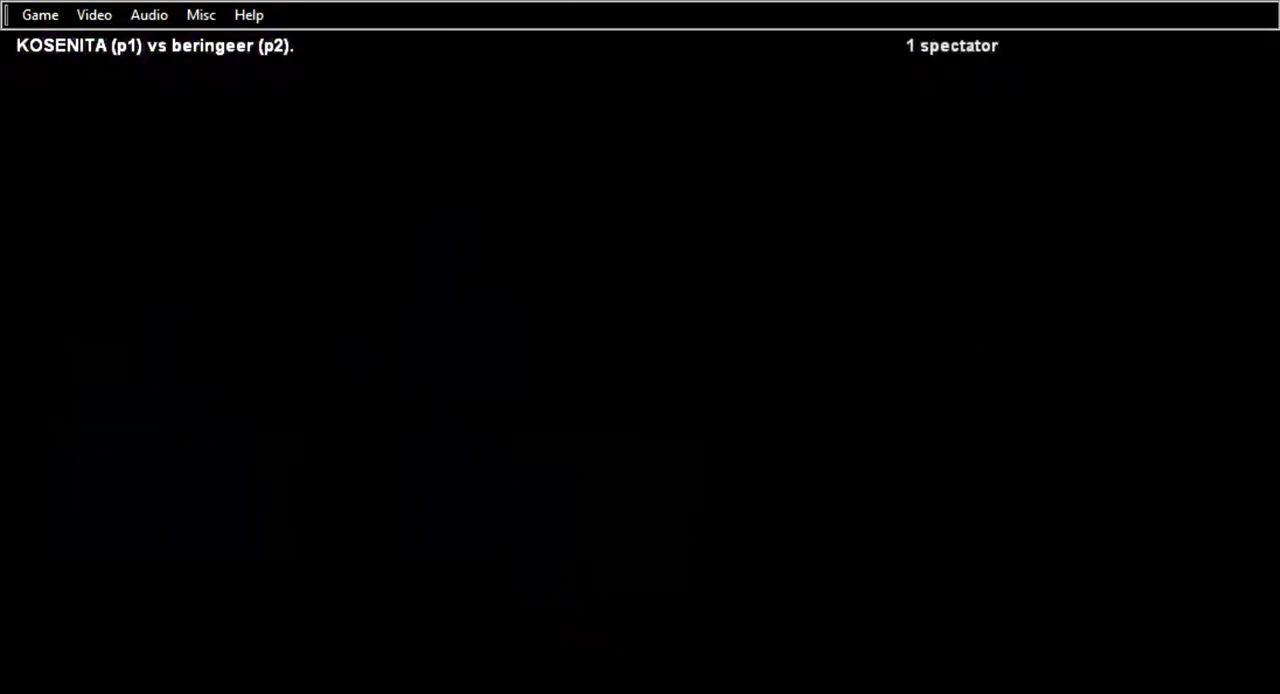 Game Video Audio Misc Help
KOSENITA (p1) vs beringeer (p2). 1 spectator